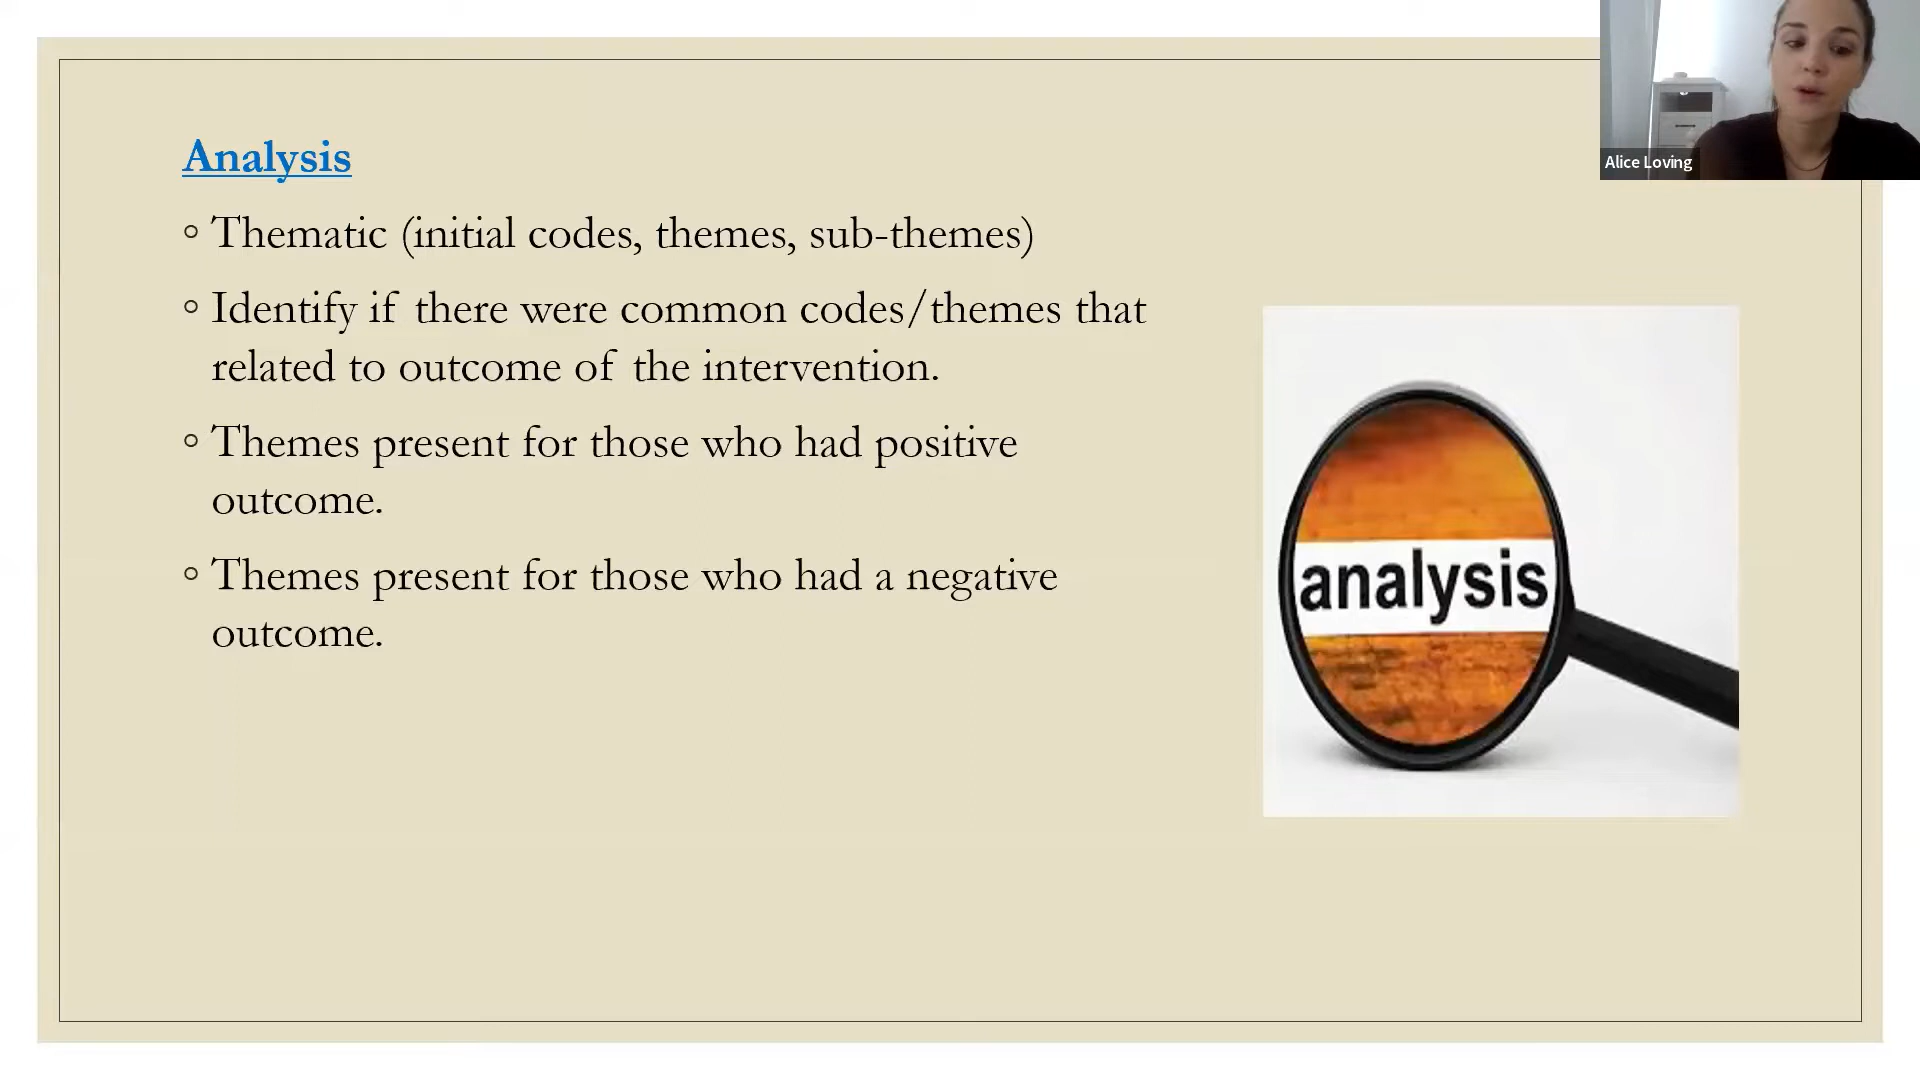 Analysis
Thematic (initial codes, themes, sub-themes)
Identify if there were common codes/themes that
related to outcome of the intervention.
Themes present for those who had positive
outcome.
Themes present for those who had a negative
outcome.
analysis
Alice Loving